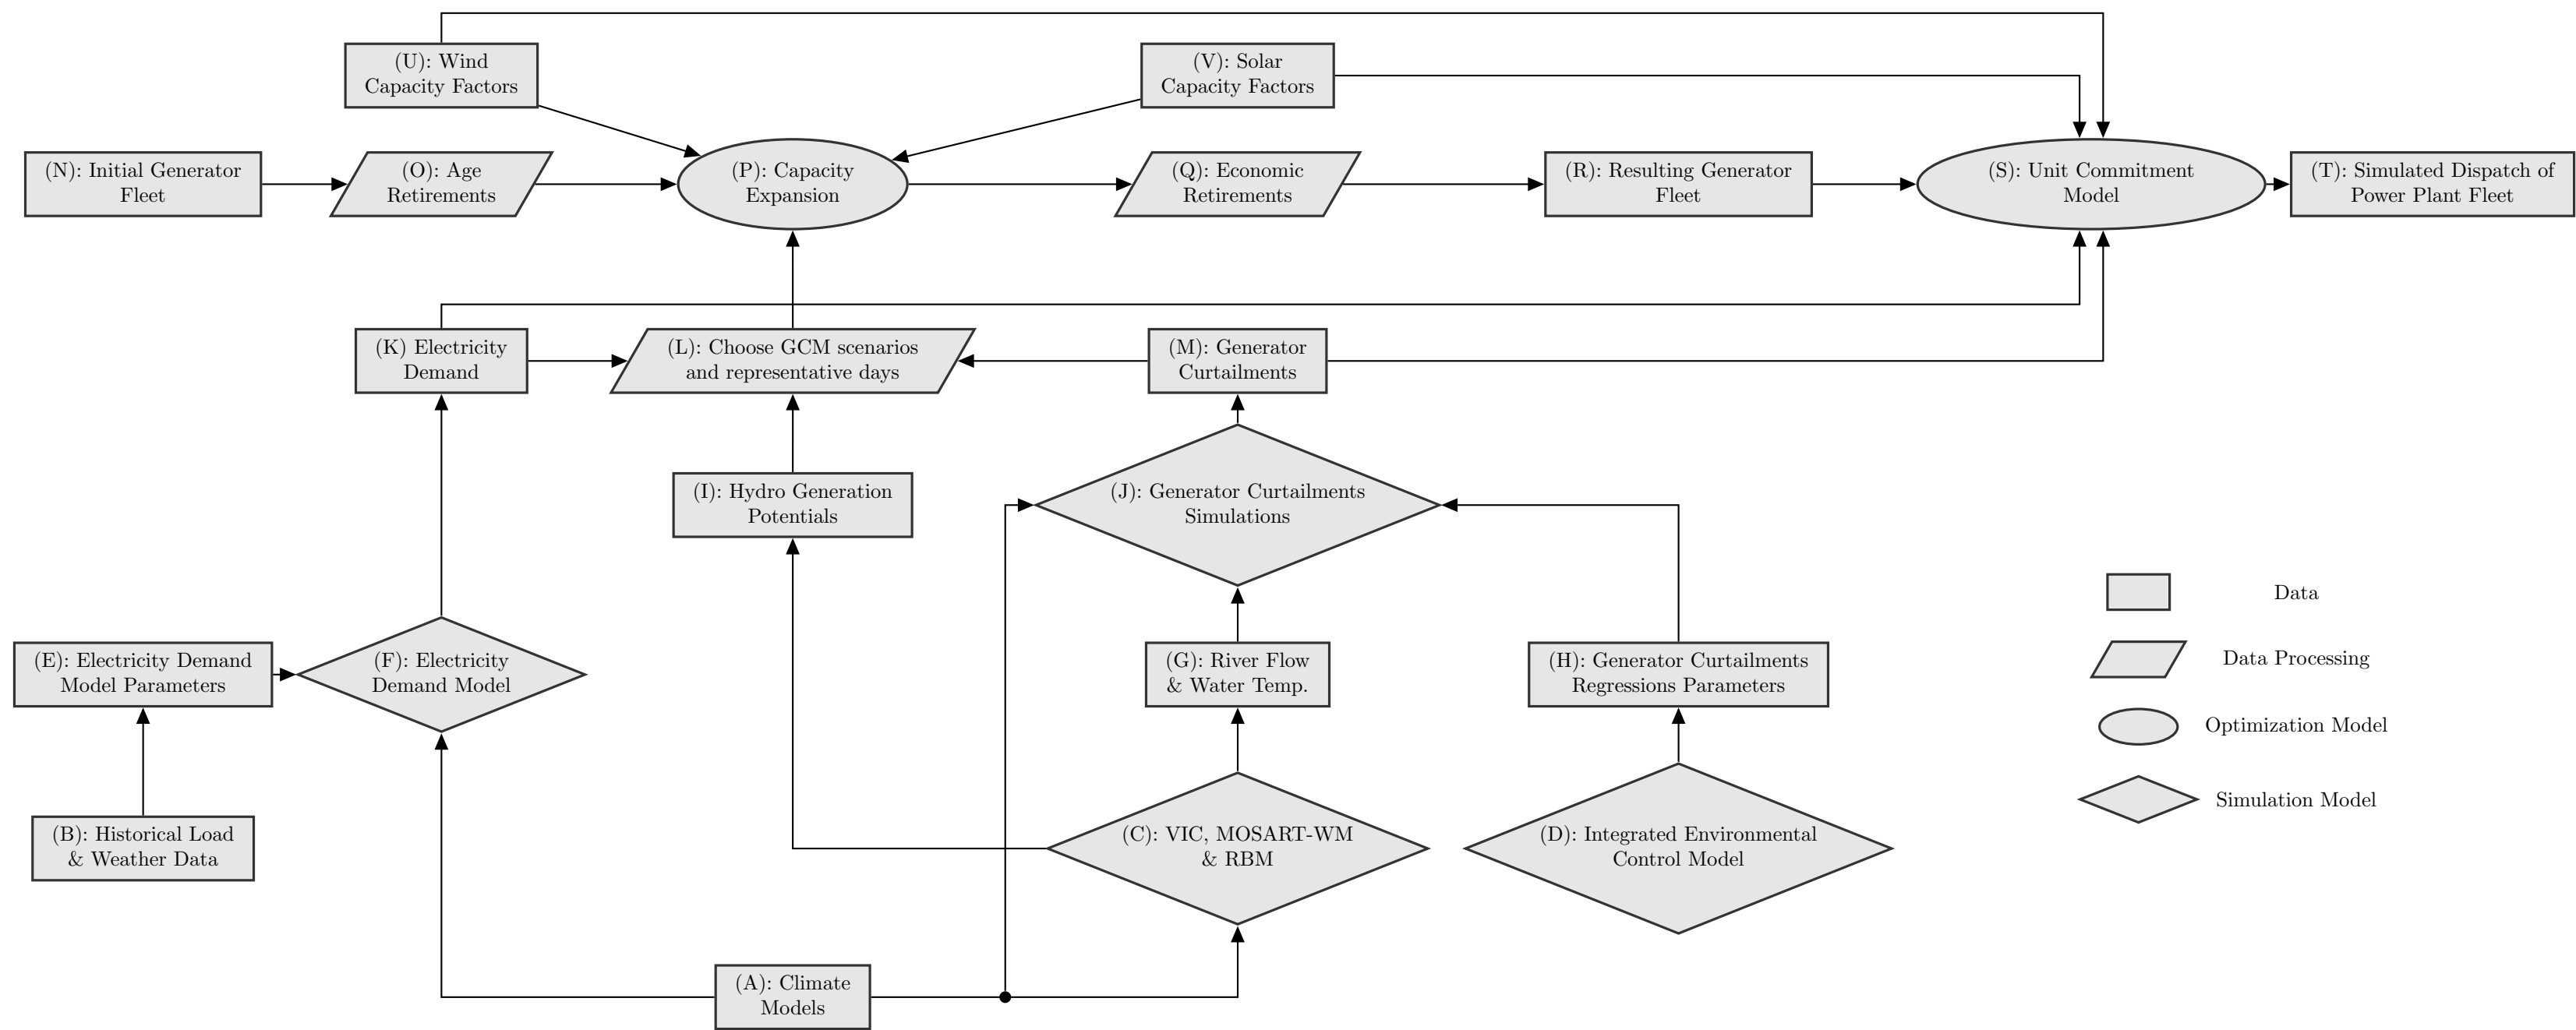 (U): Wind
Capacity Factors
(V): Solar
Capacity Factors
(N): Initial Generator
Fleet
(O): Age
Retirements
(P): Capacity
Expansion
(Q): Economic
Retirements
(R): Resulting Generator
Fleet
(S): Unit Commitment
Model
(T): Simulated Dispatch of
Power Plant Fleet
(K) Electricity
Demand
(L): Choose GCM scenarios
and representative days
(M): Generator
Curtailments
(I): Hydro Generation
Potentials
(J): Generator Curtailments
Simulations
(E): Electricity Demand
Model Parameters
(F): Electricity
Demand Model
(G): River Flow
& Water Temp.
(H): Generator Curtailments
Regressions Parameters
(B): Historical Load
& Weather Data
(C): VIC, MOSART-WM
& RBM
(D): Integrated Environmental
Control Model
(A): Climate
Models
Data
Data Processing
Optimization Model
Simulation Model